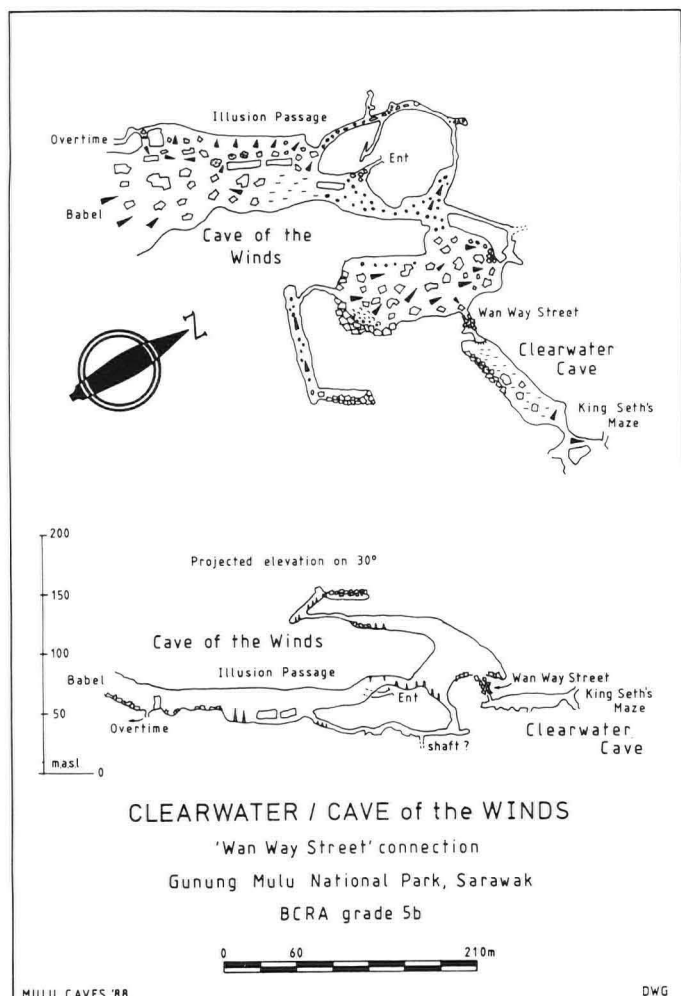 Illusion Passage
Overtime
Ent
Babel
Cave of the
Winds
Wan Way Street
Clearwater
Cave
King Seth's
Maze
N
200
Projected elevation on 30°
150
Cave of the Winds
100
Illusion Passage
Babel
Wan Way Street
King Seth's
Maze
Ent
50
Overtime
Clearwater
Cave
shaft ?
m.a.s.l
0
CLEARWATER / CAVE of the WINDS
'Wan Way Street' connection
Gunung Mulu National Park, Sarawak
BCRA grade 5b
0 60 210m
MULU CAVES '88
DWG